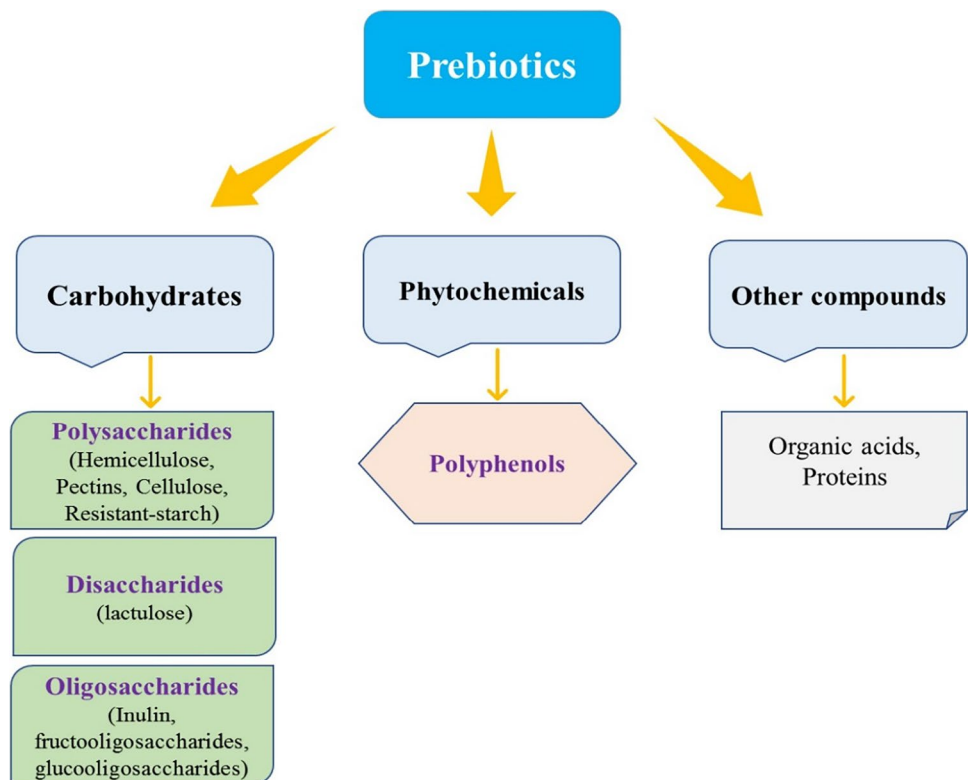 Prebiotics
Carbohydrates
Phytochemicals
Other compounds
Polysaccharides
(Hemicellulose,
Pectins, Cellulose,
Resistant-starch)
Disaccharides
(lactulose)
Oligosaccharides
(Inulin,
fructooligosaccharides,
glucooligosaccharides)
Polyphenols
Organic acids,
Proteins